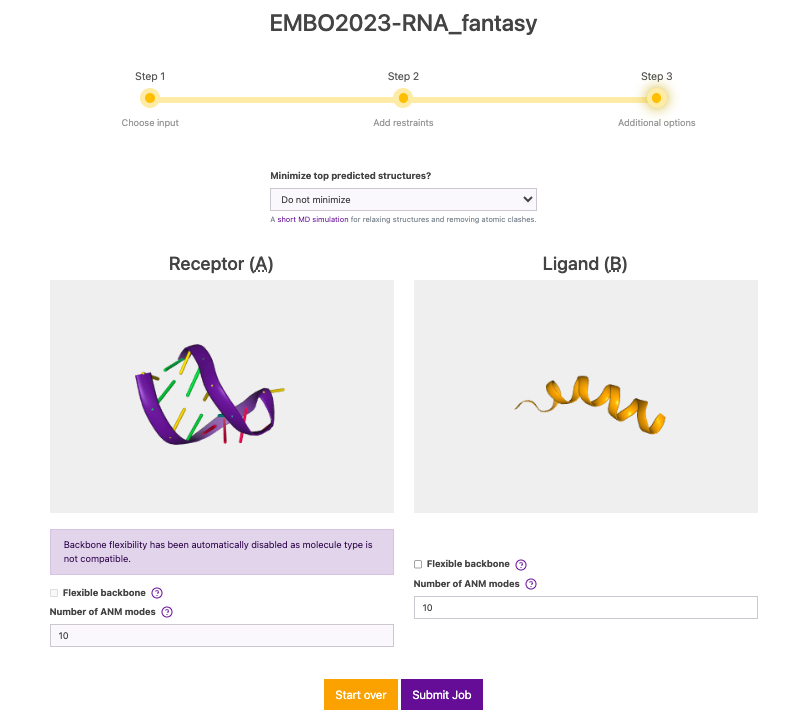 EMBO2023-RNA_fantasy
Step 1
Step 2
Step 3
Choose input
Add restraints
Additional options
Minimize top predicted structures?
Do not minimize
A short MD simulation for relaxing structures and removing atomic clashes.
Receptor (A)
Ligand (B)
Backbone flexibility has been automatically disabled as molecule type is
not compatible.
Flexible backbone ?
Number of ANM modes ?
10
Flexible backbone ?
Number of ANM modes ?
10
Start over
Submit Job